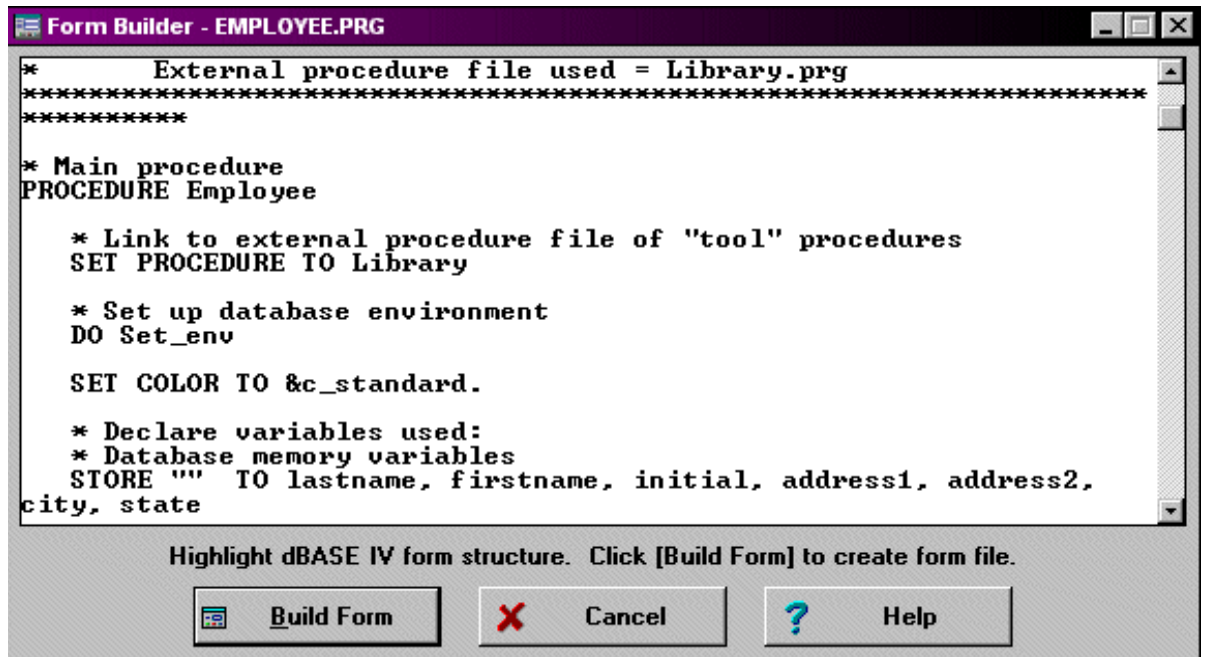 Form Builder - EMPLOYEE.PRG
*        External procedure file used = Library.prg
********************************************************************
**********
* Main procedure
PROCEDURE Employee
   * Link to external procedure file of "tool" procedures
   SET PROCEDURE TO Library
   * Set up database environment
   DO Set_env
   SET COLOR TO &c_standard.
   * Declare variables used:
   * Database memory variables
   STORE ""  TO lastname, firstname, initial, address1, address2,
city, state
Highlight dBASE IV form structure.  Click [Build Form] to create form file.
Build Form
Cancel
? Help